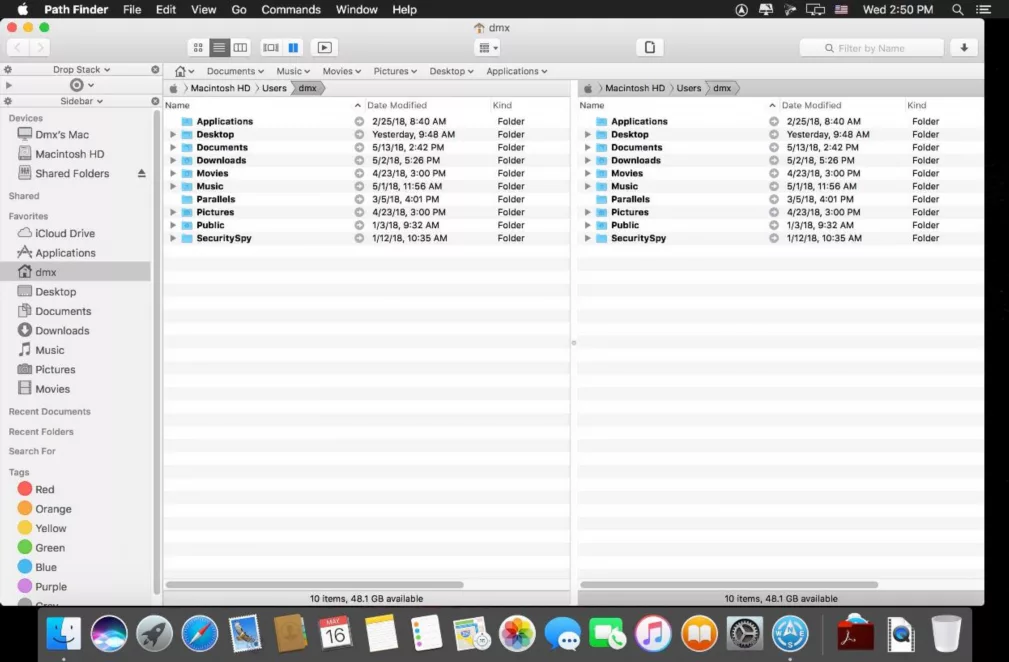 Path Finder File Edit View Go Commands Window Help Wed 2:50 PM
dmx
Filter by Name
Drop Stack
Documents Music Movies Pictures Desktop Applications
Sidebar
Macintosh HD Users dmx
Macintosh HD Users dmx
Name Date Modified Kind
Name Date Modified Kind
Devices
Dmx's Mac
Macintosh HD
Shared Folders
Shared
Favorites
iCloud Drive
Applications
dmx
Desktop
Documents
Downloads
Music
Pictures
Movies
Recent Documents
Recent Folders
Search For
Tags
Red
Orange
Yellow
Green
Blue
Purple
Gray
Applications 2/25/18, 8:40 AM Folder
Desktop Yesterday, 9:48 AM Folder
Documents 5/13/18, 2:42 PM Folder
Downloads 5/2/18, 5:26 PM Folder
Movies 4/23/18, 3:00 PM Folder
Music 5/1/18, 11:56 AM Folder
Parallels 3/5/18, 4:01 PM Folder
Pictures 4/23/18, 3:00 PM Folder
Public 1/3/18, 9:32 AM Folder
SecuritySpy 1/12/18, 10:35 AM Folder
10 items, 48.1 GB available
Applications 2/25/18, 8:40 AM Folder
Desktop Yesterday, 9:48 AM Folder
Documents 5/13/18, 2:42 PM Folder
Downloads 5/2/18, 5:26 PM Folder
Movies 4/23/18, 3:00 PM Folder
Music 5/1/18, 11:56 AM Folder
Parallels 3/5/18, 4:01 PM Folder
Pictures 4/23/18, 3:00 PM Folder
Public 1/3/18, 9:32 AM Folder
SecuritySpy 1/12/18, 10:35 AM Folder
10 items, 48.1 GB available
MAY
16